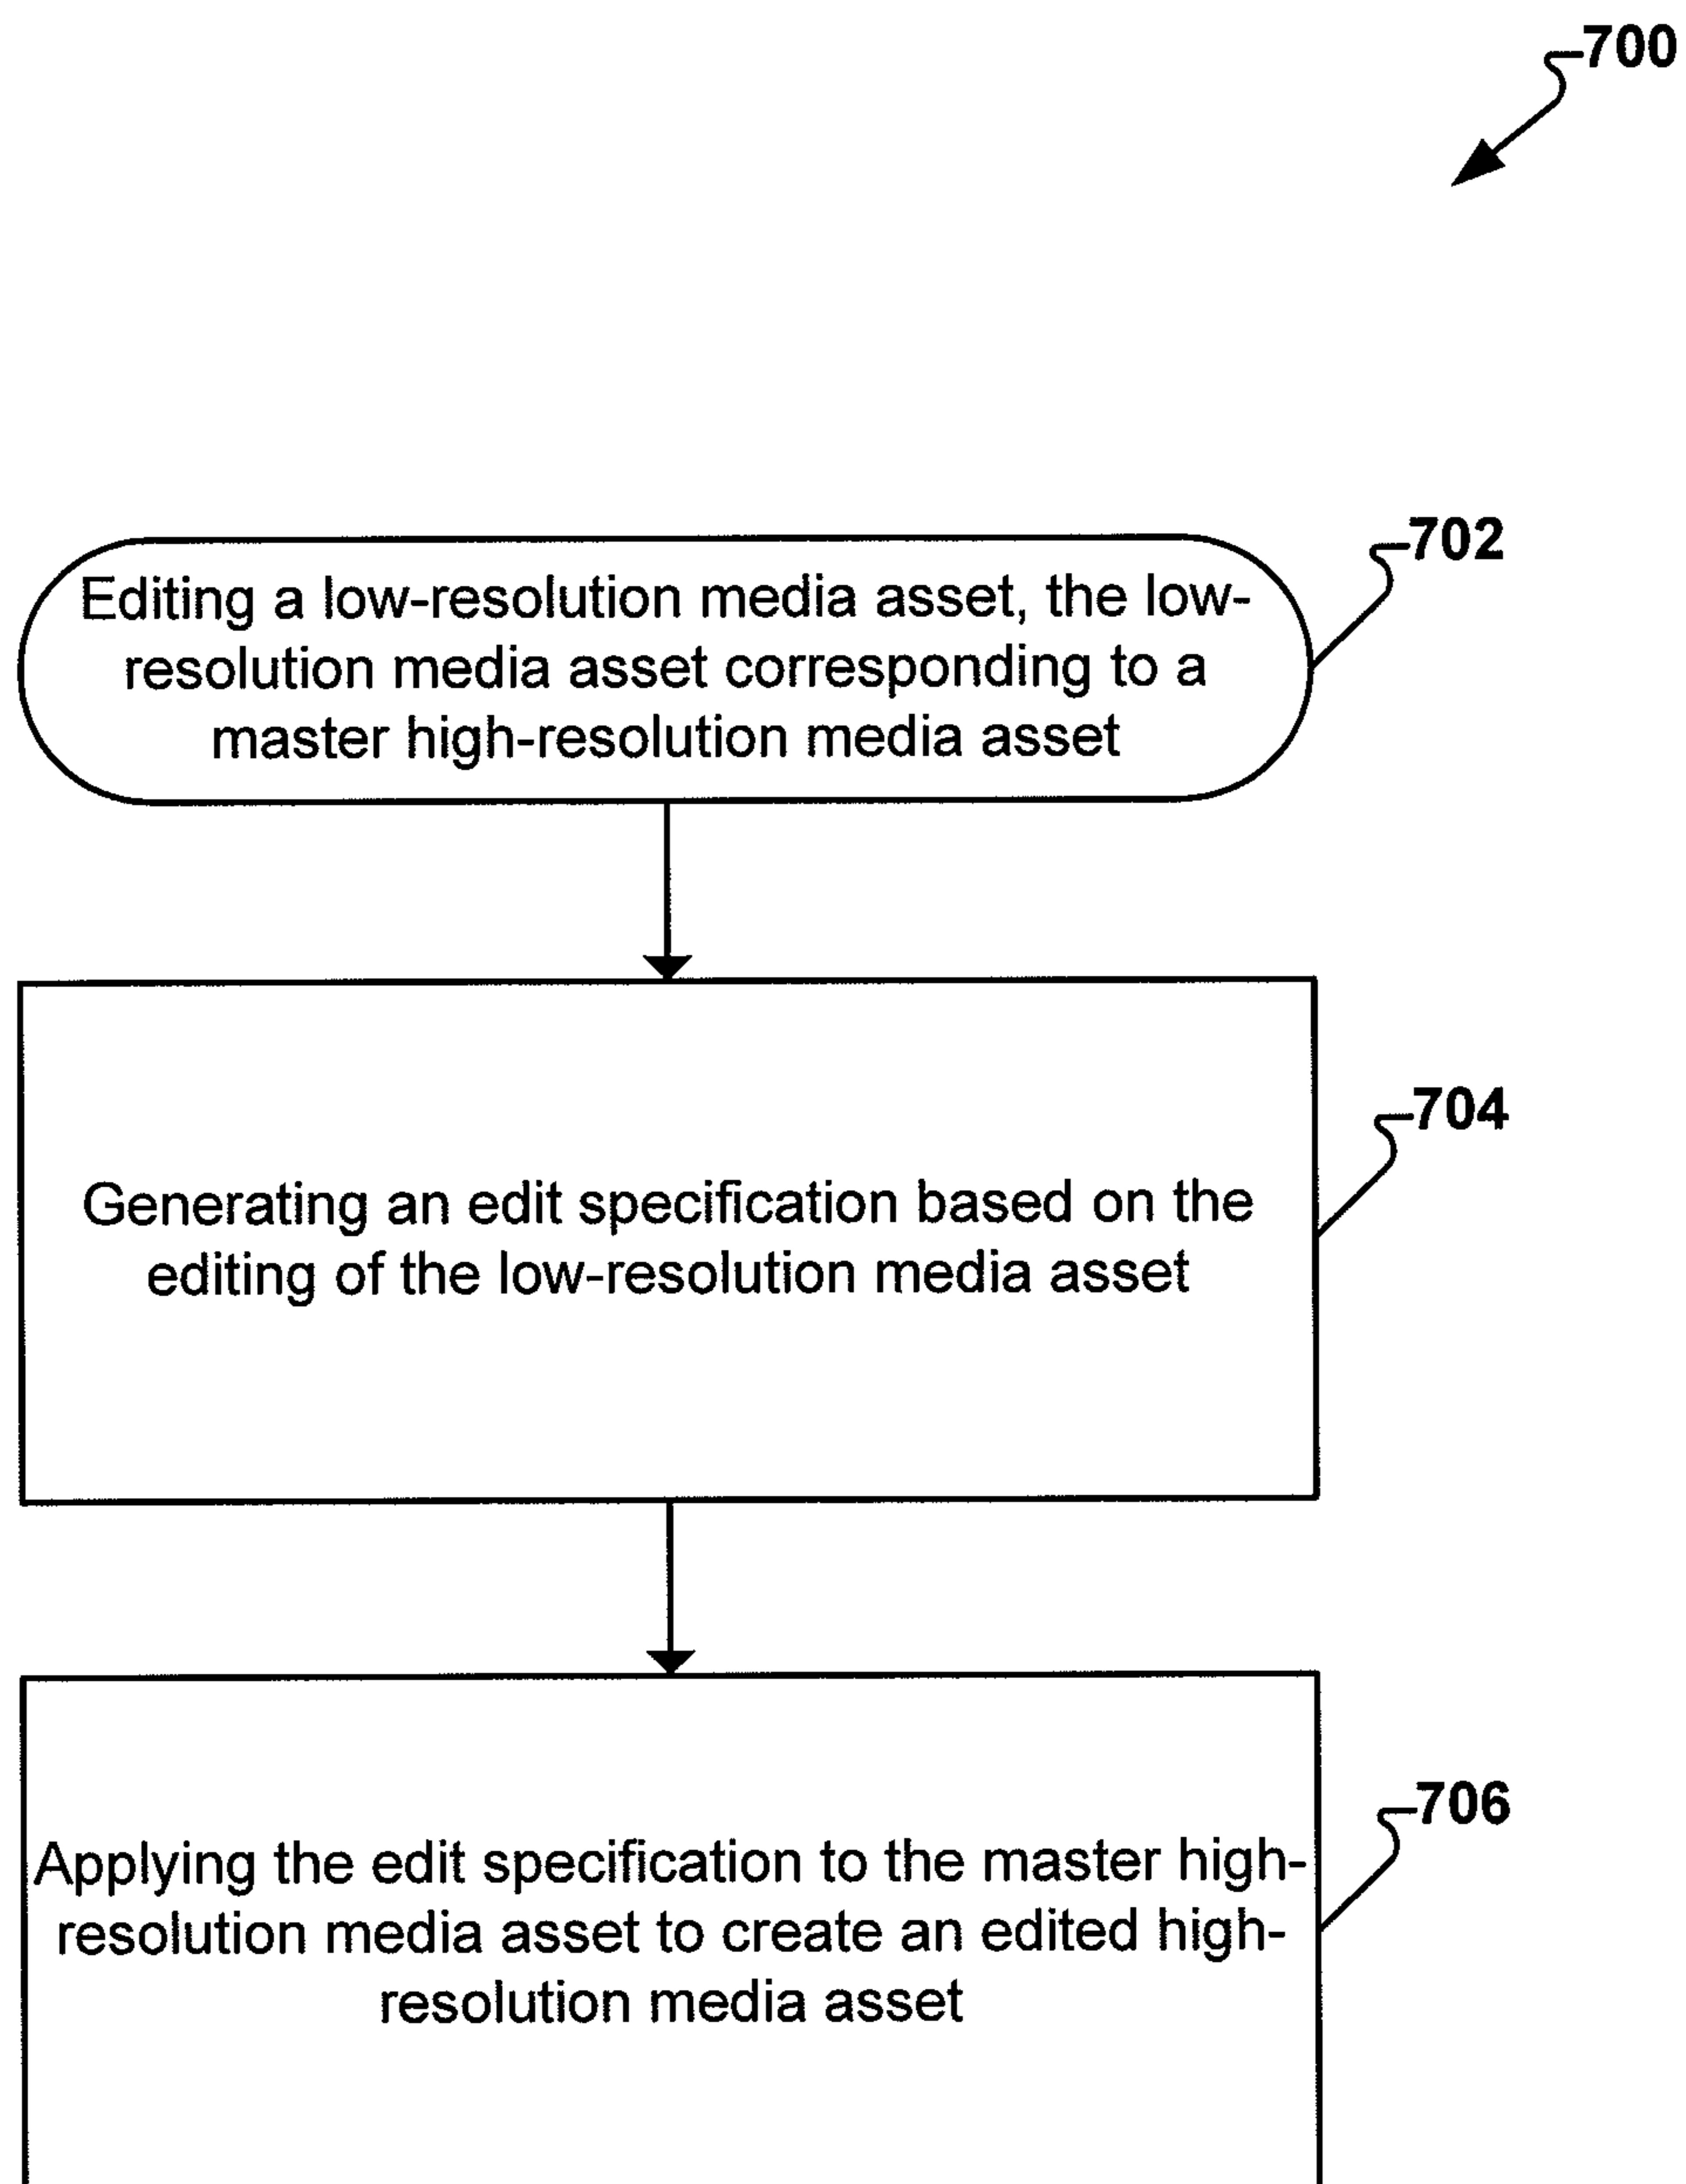 700
702
Editing a low-resolution media asset, the low-
resolution media asset corresponding to a
master high-resolution media asset
704
Generating an edit specification based on the
editing of the low-resolution media asset
706
Applying the edit specification to the master high-
resolution media asset to create an edited high-
resolution media asset